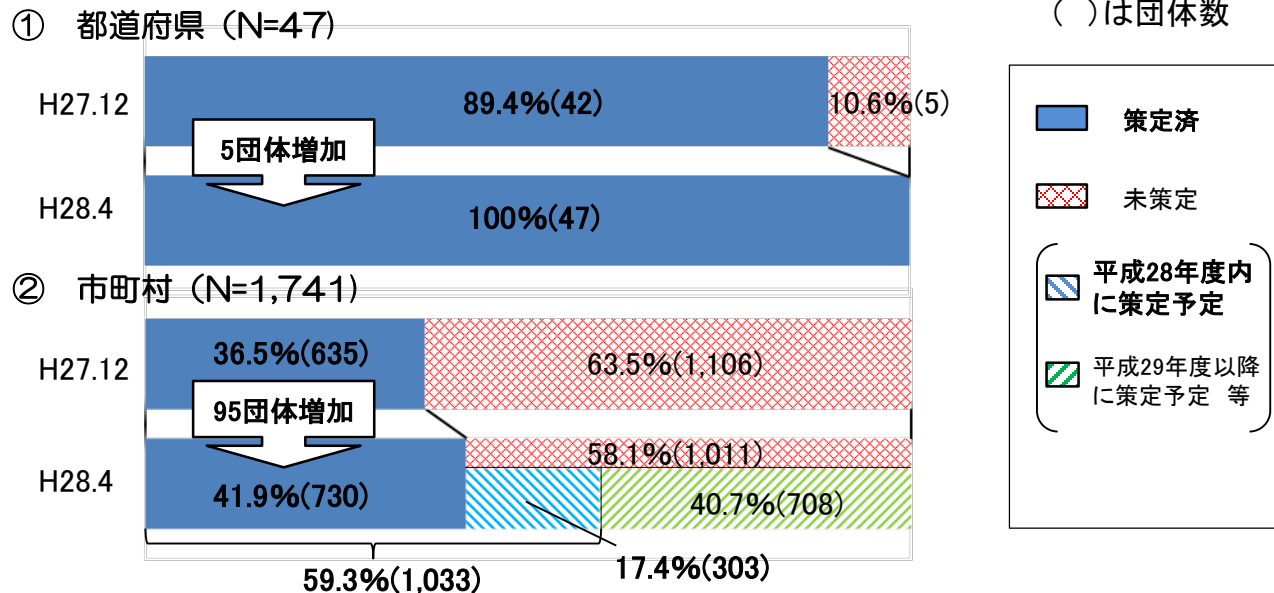 ① 都道府県（N=47）
（ ）は団体数
H27.12
89.4%(42)
10.6%(5)
5団体増加
H28.4
100%(47)
② 市町村（N=1,741）
H27.12
36.5%(635)
63.5%(1,106)
95団体増加
H28.4
58.1%(1,011)
41.9%(730)
40.7%(708)
17.4%(303)
59.3%(1,033)
策定済
未策定
平成28年度内
に策定予定
平成29年度以降
に策定予定 等